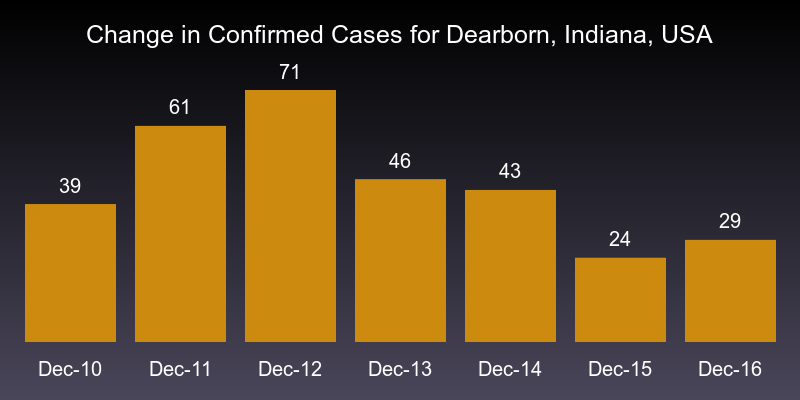 Change in Confirmed Cases for Dearborn, Indiana, USA
39
61
71
46
43
24
29
Dec-10
Dec-11
Dec-12
Dec-13
Dec-14
Dec-15
Dec-16